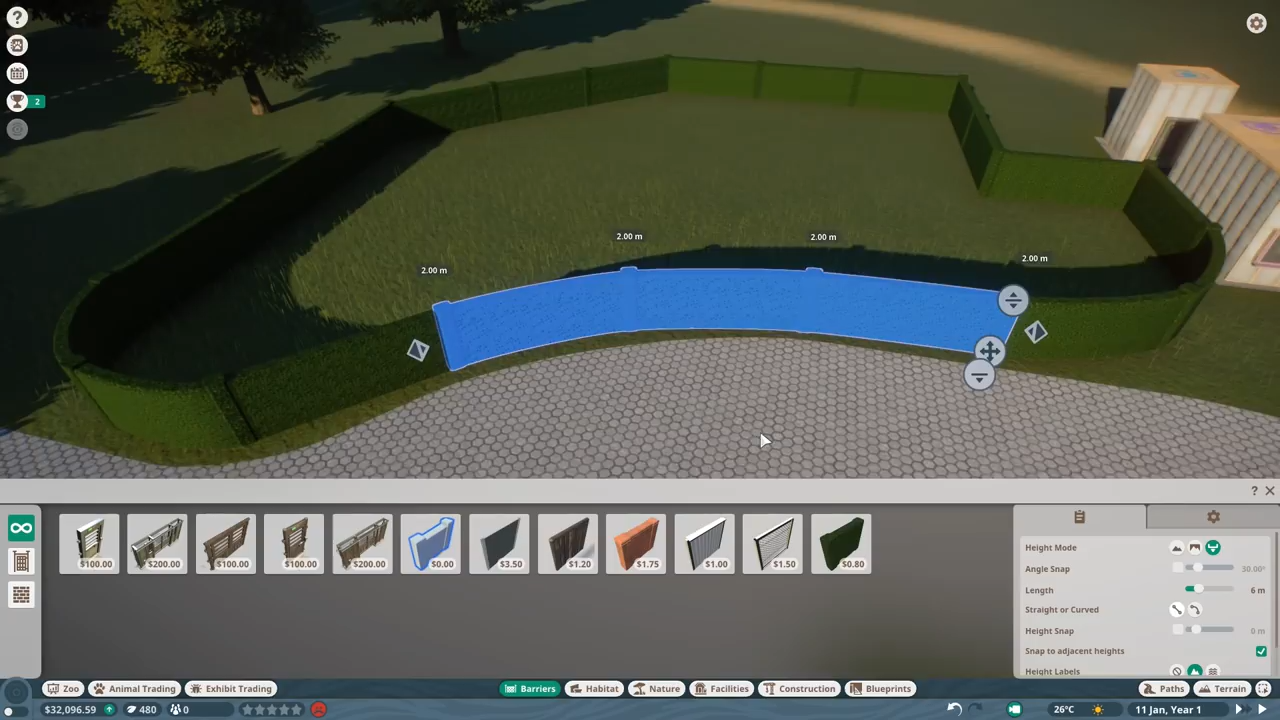 ?
2
2.00 m
2.00 m
2.00 m
2.00 m
?
$100.00
$200.00
$100.00
$100.00
$200.00
$0.00
$3.50
$1.20
$1.75
$1.00
$1.50
$0.80
Height Mode
Angle Snap 30.00°
Length 6 m
Straight or Curved
Height Snap 0 m
Snap to adjacent heights
Height Labels
Zoo Animal Trading Exhibit Trading Barriers Habitat Nature Facilities Construction Blueprints Paths Terrain
$32,096.59 480 0 26°C 11 Jan, Year 1